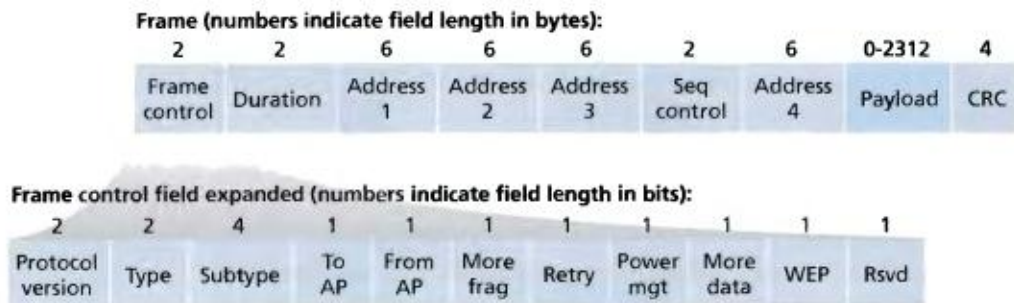 Frame (numbers indicate field length in bytes):
2 2 6 6 6 2 6 0-2312 4
Frame control Duration Address 1 Address 2 Address 3 Seq control Address 4 Payload CRC
Frame control field expanded (numbers indicate field length in bits):
2 2 4 1 1 1 1 1 1 1 1
Protocol version Type Subtype To AP From AP More frag Retry Power mgt More data WEP Rsvd